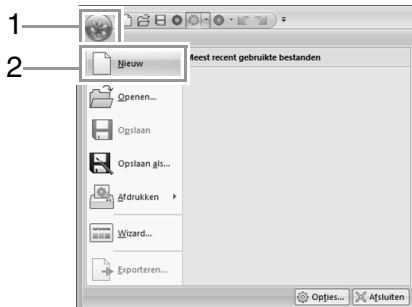 1
2
Nieuw
Meest recent gebruikte bestanden
Openen...
Opslaan
Opslaan als...
Afdrukken
Wizard...
Exporteren...
Opties...
Afsluiten